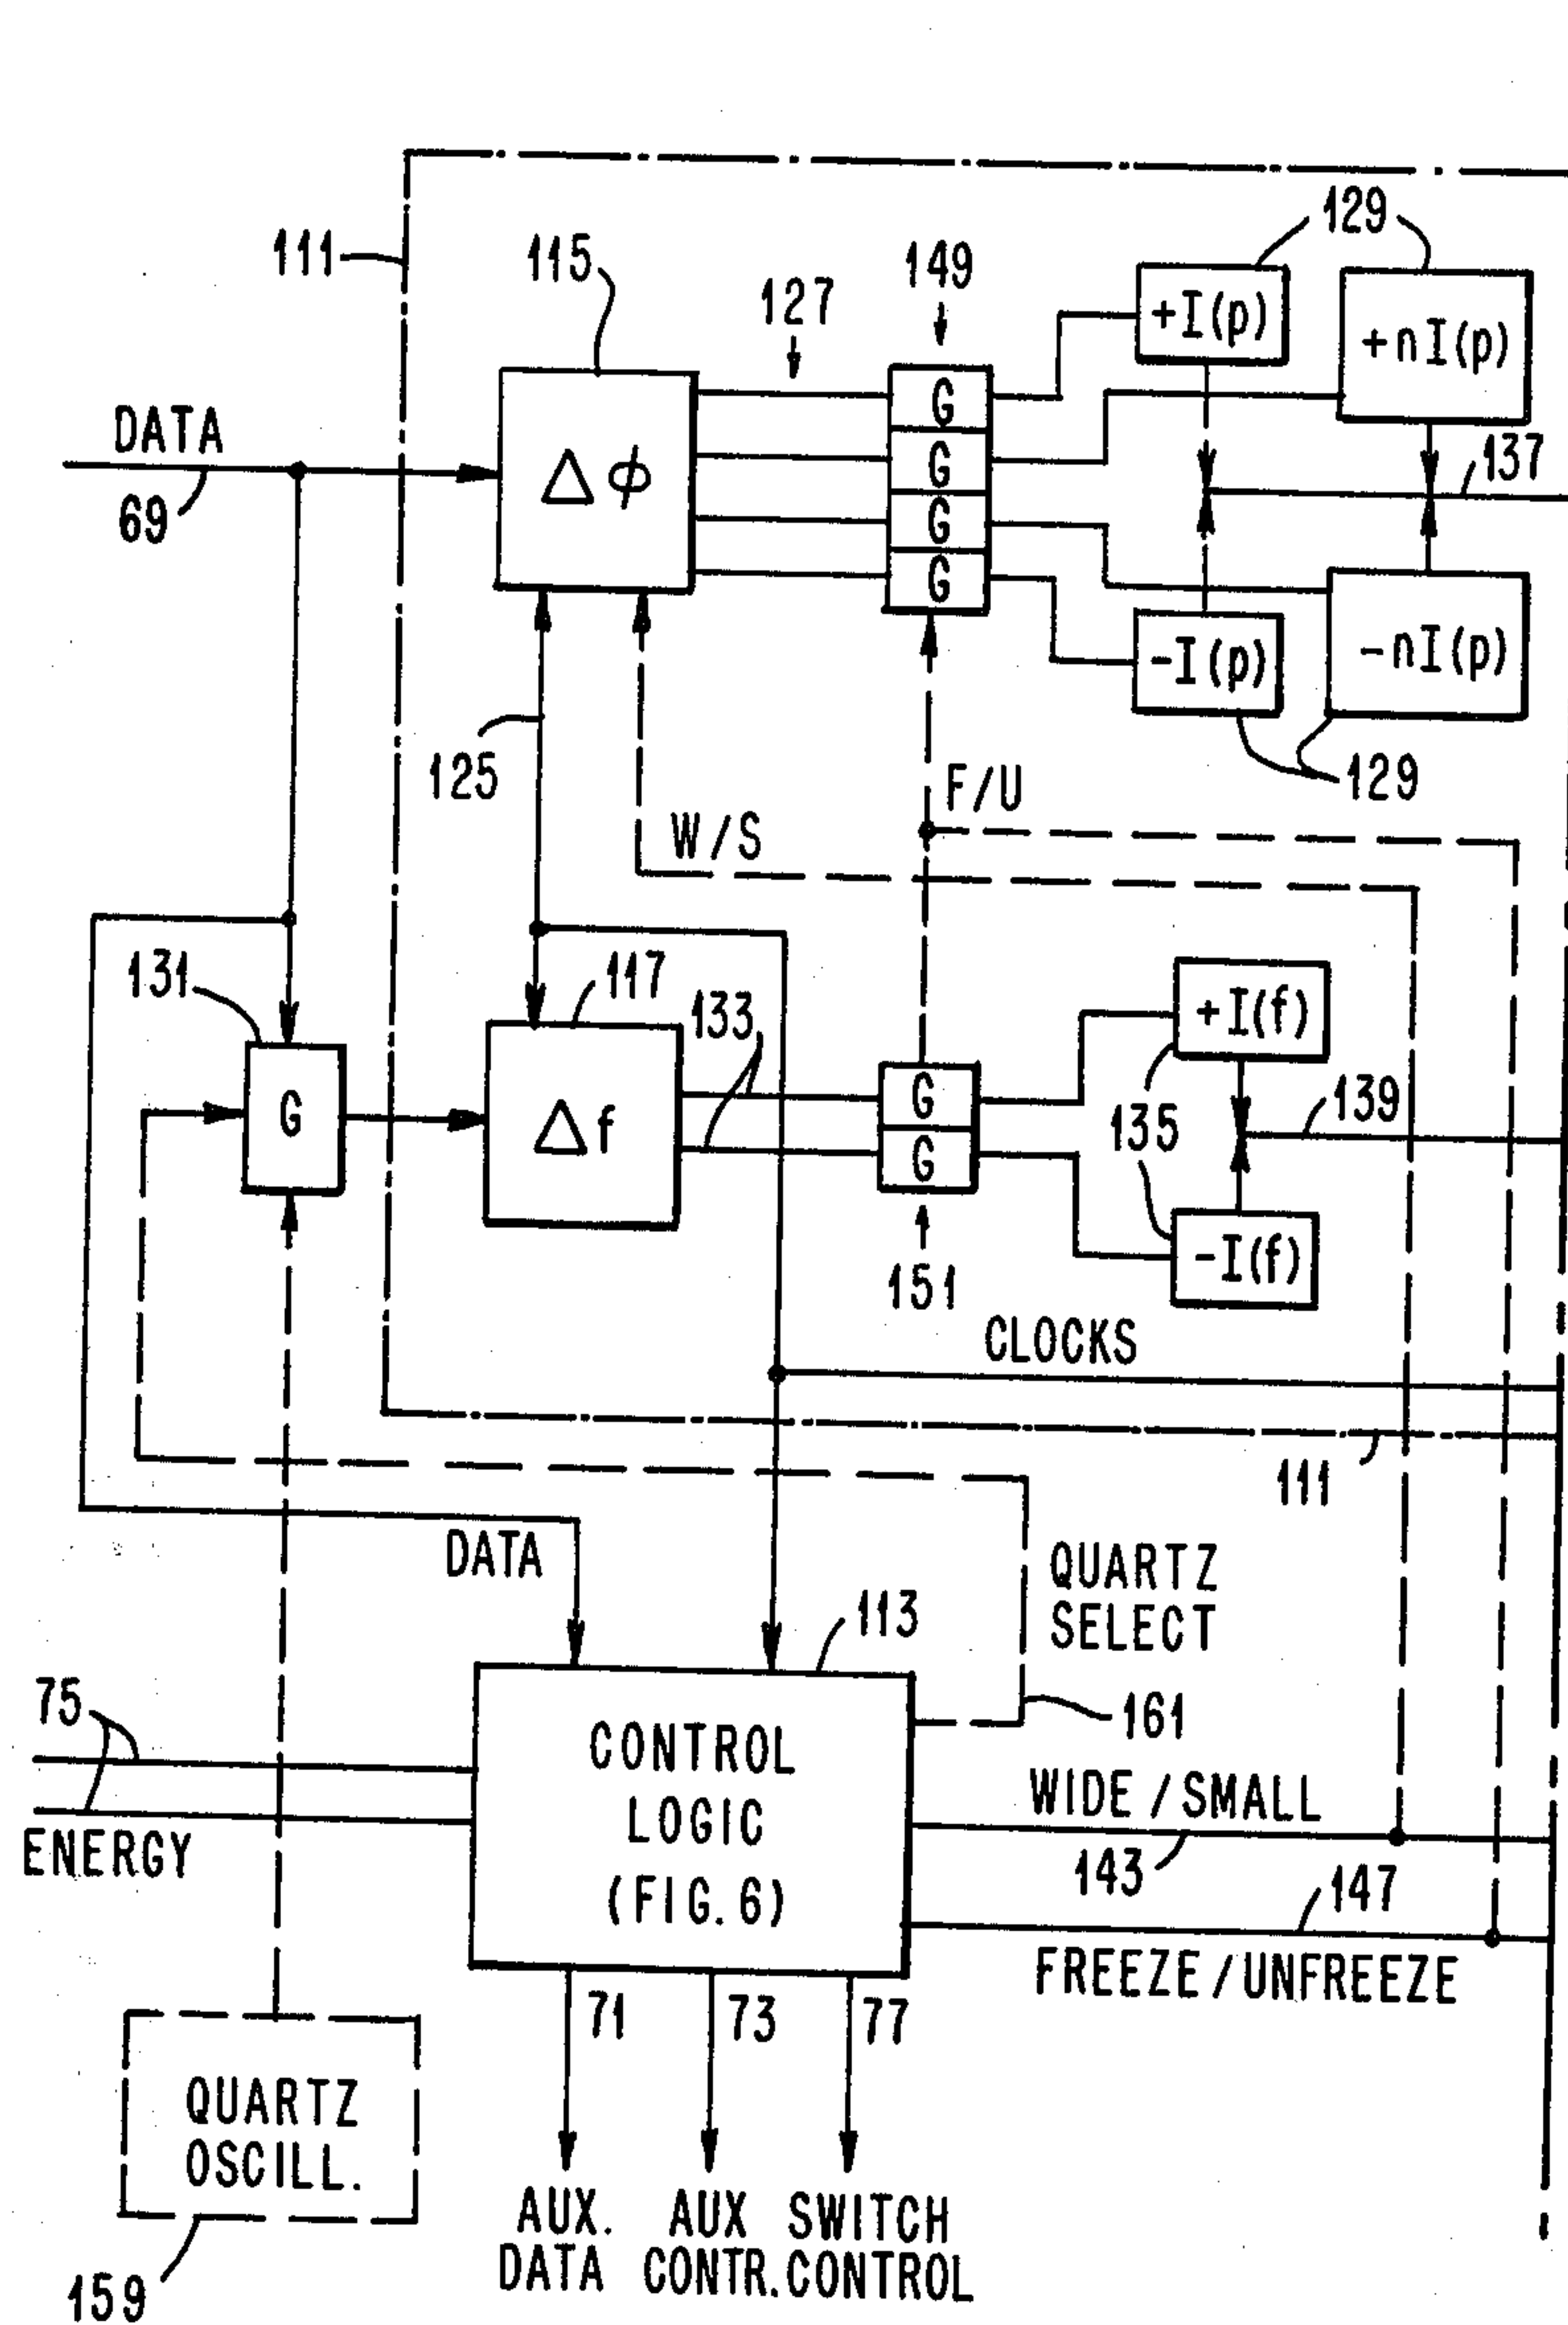 129
111
115
149
127
+I(p)
+nI(p)
G
DATA
137
Δϕ
G
69
G
G
-I(p)
-nI(p)
125
129
F/U
W/S
131
117
133
+I(f)
G
G
Δf
135
139
G
-I(f)
151
CLOCKS
111
DATA
QUARTZ
SELECT
113
75
161
CONTROL
LOGIC
(FIG. 6)
WIDE / SMALL
ENERGY
143
147
FREEZE / UNFREEZE
71
73
77
QUARTZ
OSCILL.
AUX.
DATA
AUX
CONTR.
SWITCH
CONTROL
159